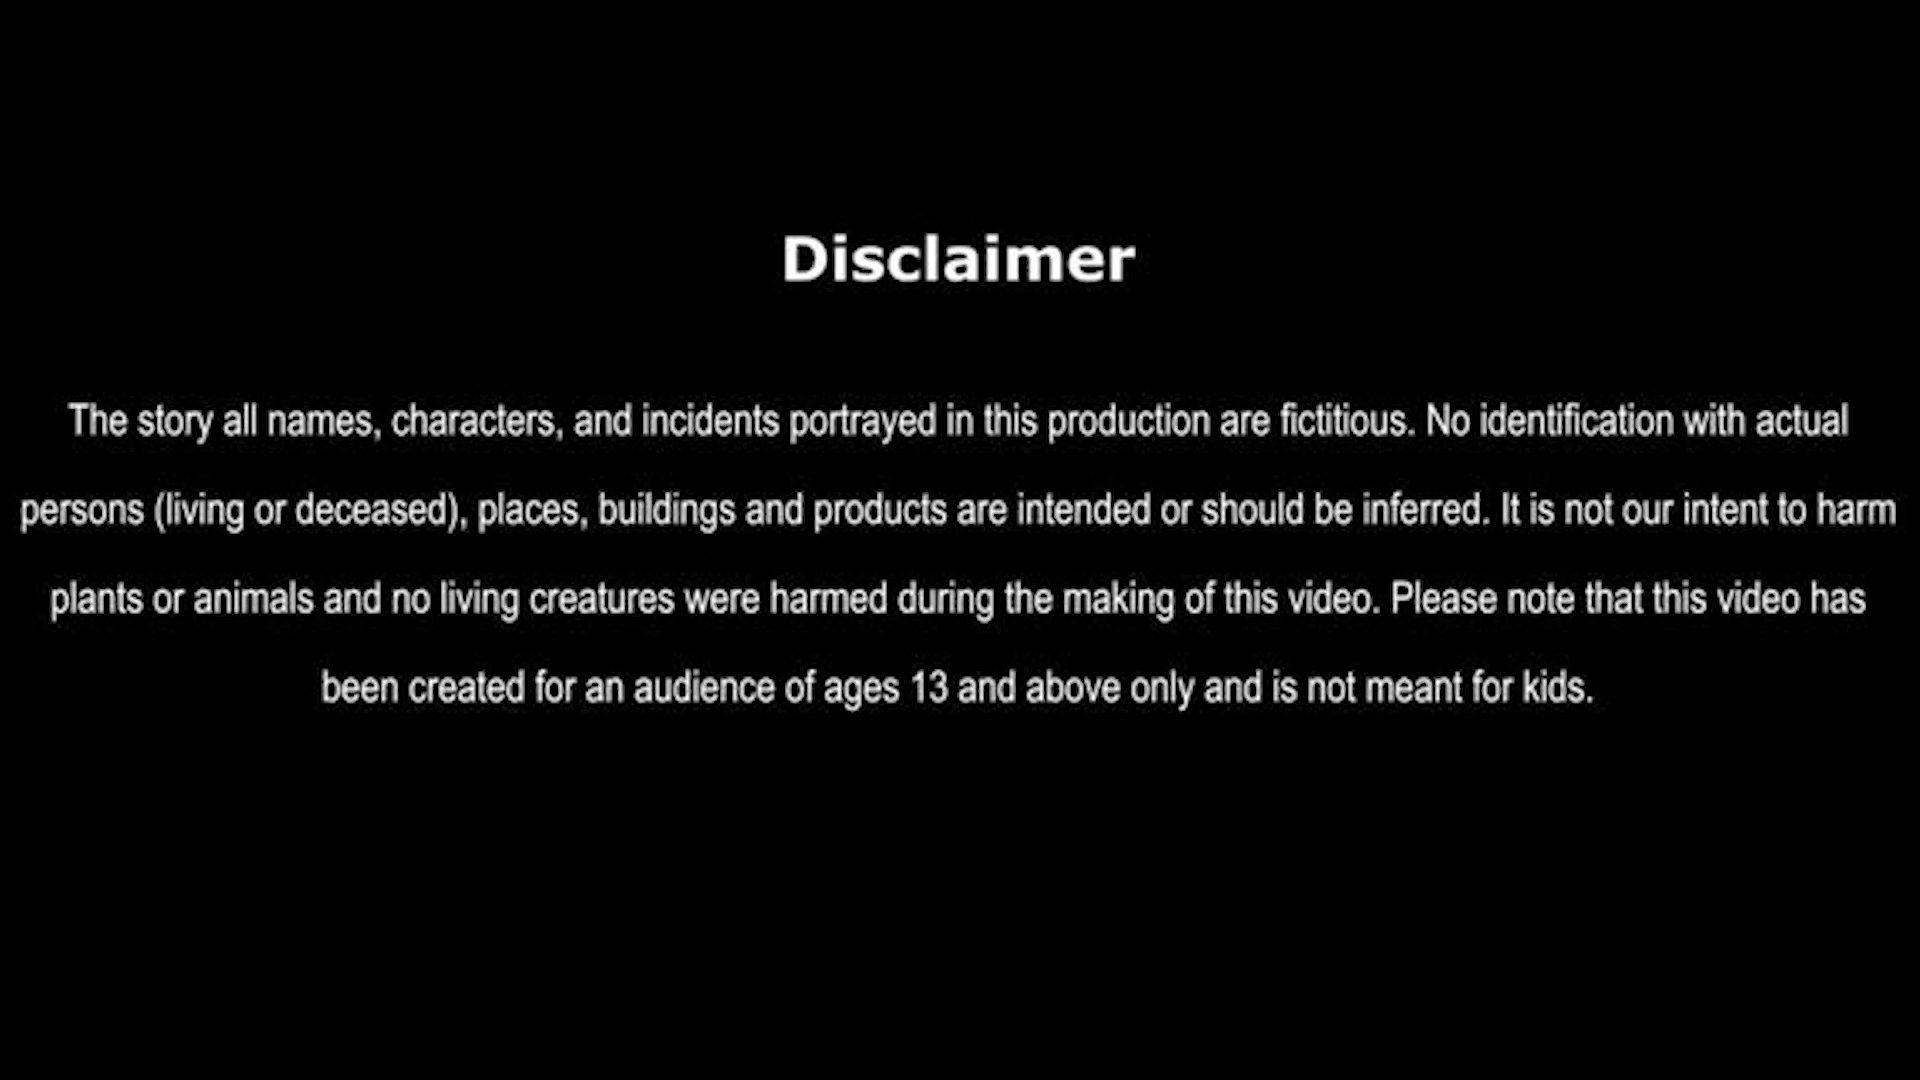 Disclaimer
The story all names, characters, and incidents portrayed in this production are fictitious. No identification with actual
persons (living or deceased), places, buildings and products are intended or should be inferred. It is not our intent to harm
plants or animals and no living creatures were harmed during the making of this video. Please note that this video has
been created for an audience of ages 13 and above only and is not meant for kids.